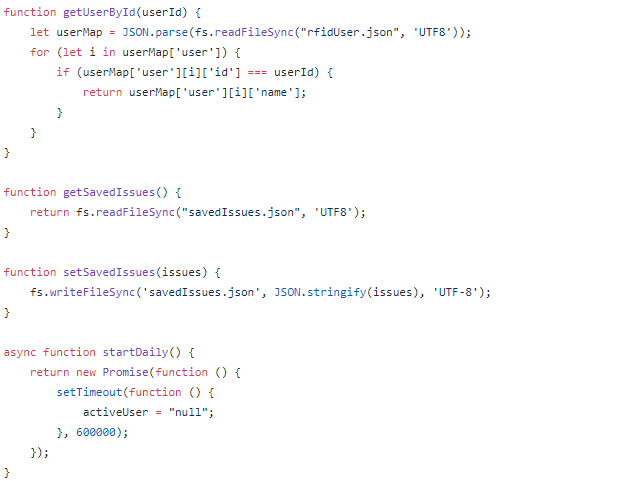 function getUserById(userId) {
    let userMap = JSON.parse(fs.readFileSync("rfidUser.json", 'UTF8'));
    for (let i in userMap['user']) {
        if (userMap['user'][i]['id'] === userId) {
            return userMap['user'][i]['name'];
        }
    }
}

function getSavedIssues() {
    return fs.readFileSync("savedIssues.json", 'UTF8');
}

function setSavedIssues(issues) {
    fs.writeFileSync('savedIssues.json', JSON.stringify(issues), 'UTF-8');
}

async function startDaily() {
    return new Promise(function () {
        setTimeout(function () {
            activeUser = "null";
        }, 600000);
    });
}